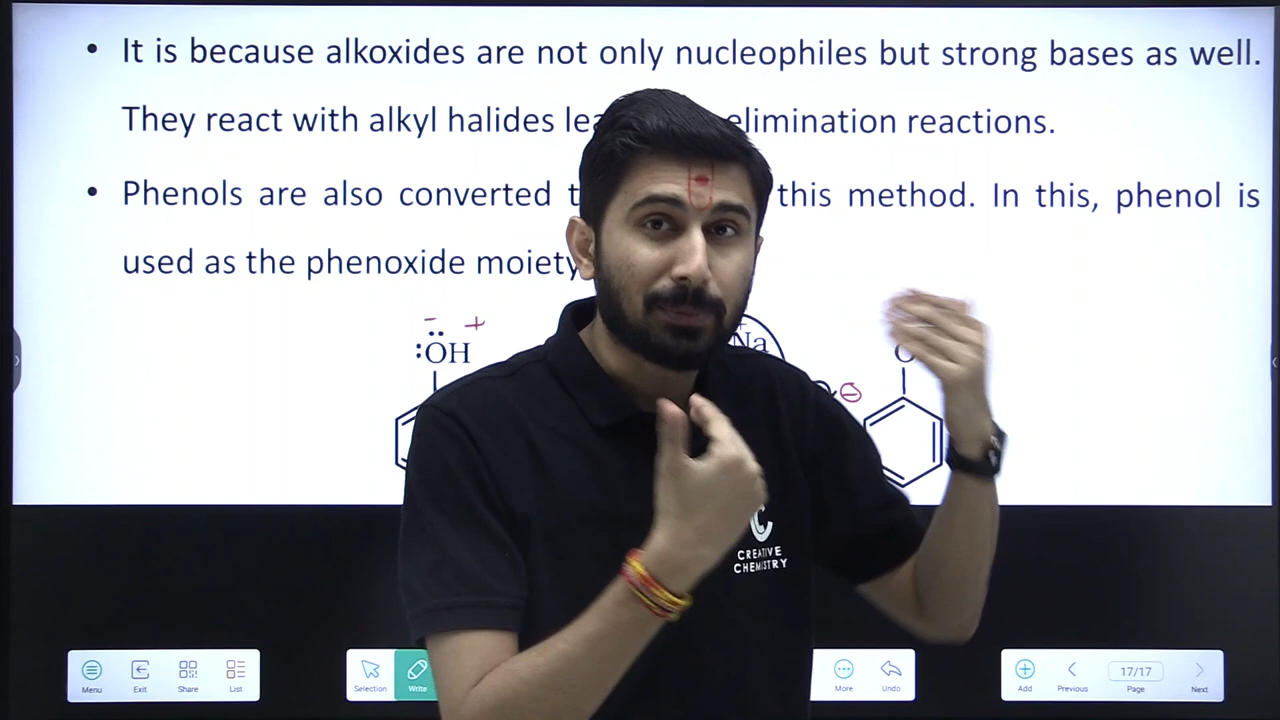 • It is because alkoxides are not only nucleophiles but strong bases as well.
They react with alkyl halides elimination reactions.
• Phenols are also converted this method. In this, phenol is
used as the phenoxide moiety
− +
:ÖH
+
Na
⊖
O
C
CREATIVE
CHEMISTRY
Menu Exit Share List Selection Write More Undo Add Previous 17/17 Page Next